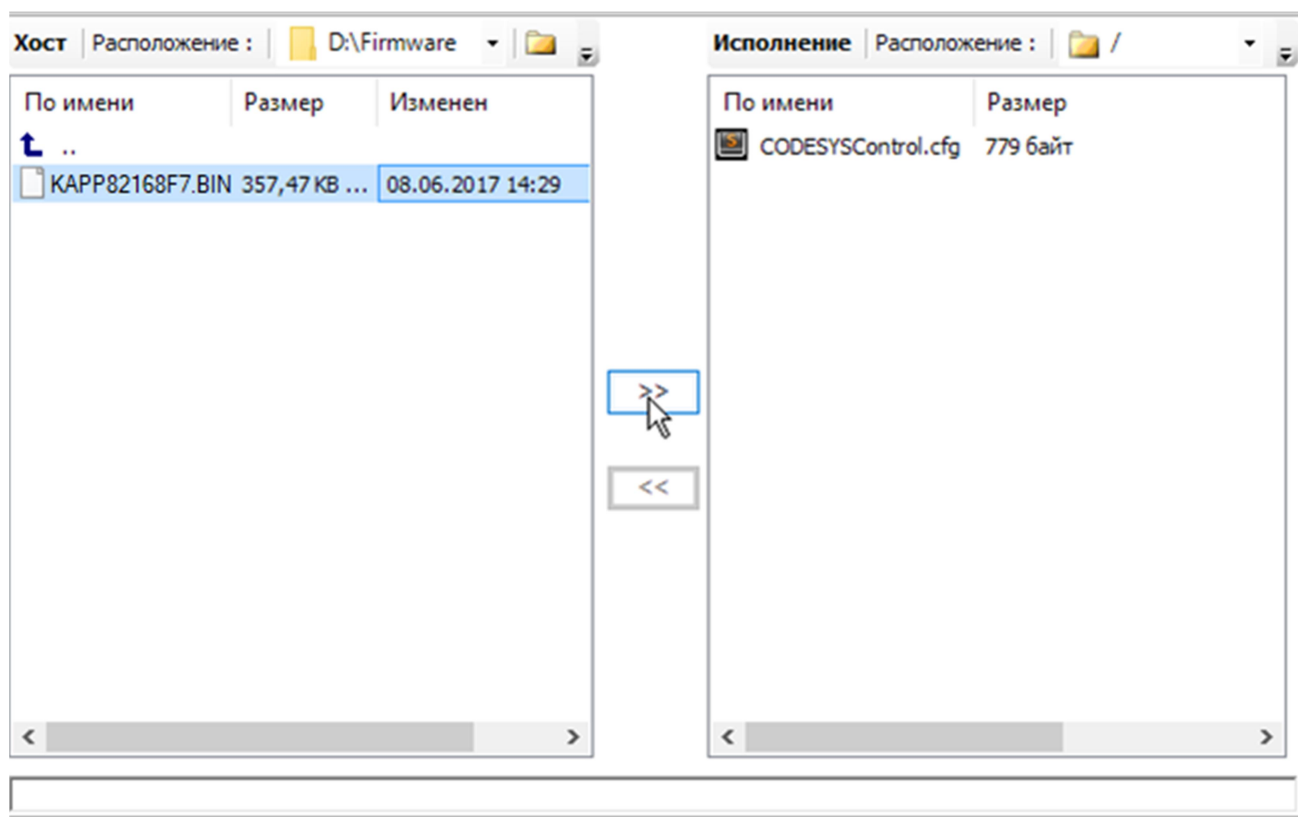 Хост Расположение : D:\Firmware
По имени Размер Изменен
..
KAPP82168F7.BIN 357,47 KB ... 08.06.2017 14:29
>>
<<
Исполнение Расположение : /
По имени Размер
CODESYSControl.cfg 779 байт